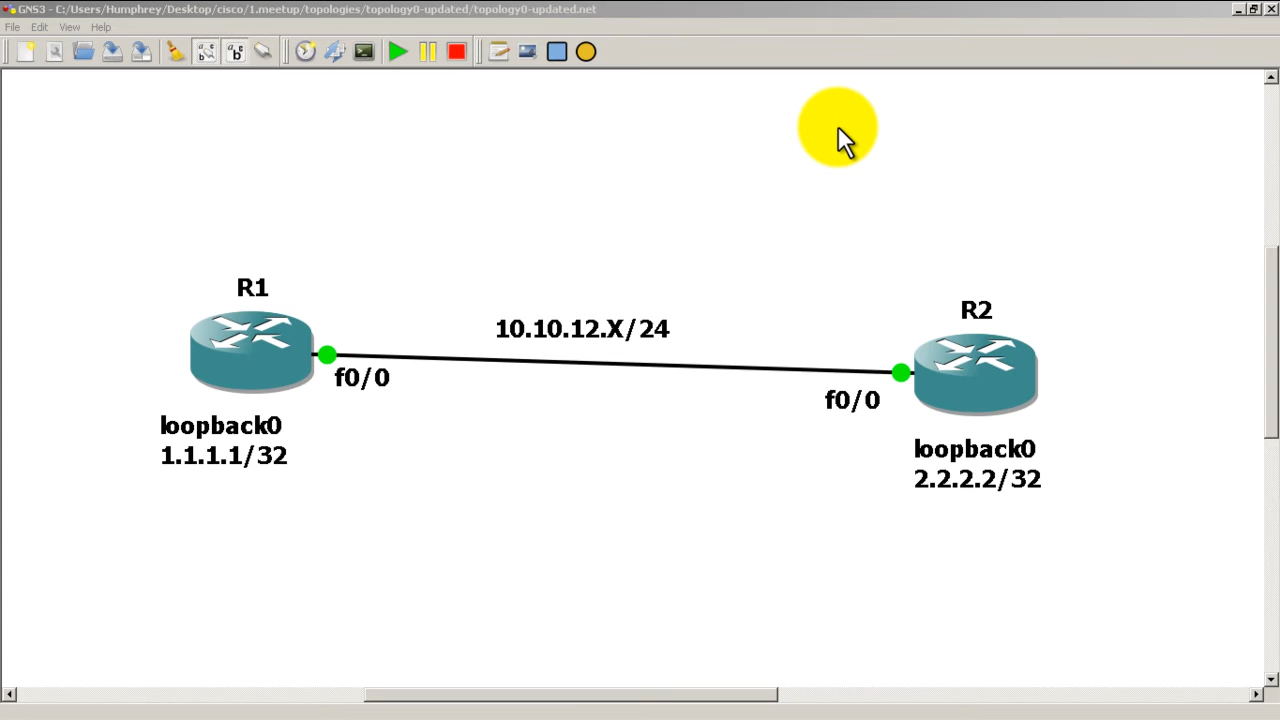 GNS3 - C:/Users/Humphrey/Desktop/cisco/1.meetup/topologies/topology0-updated/topology0-updated.net
File Edit View Help
R1
R2
10.10.12.X/24
f0/0
f0/0
loopback0
1.1.1.1/32
loopback0
2.2.2.2/32